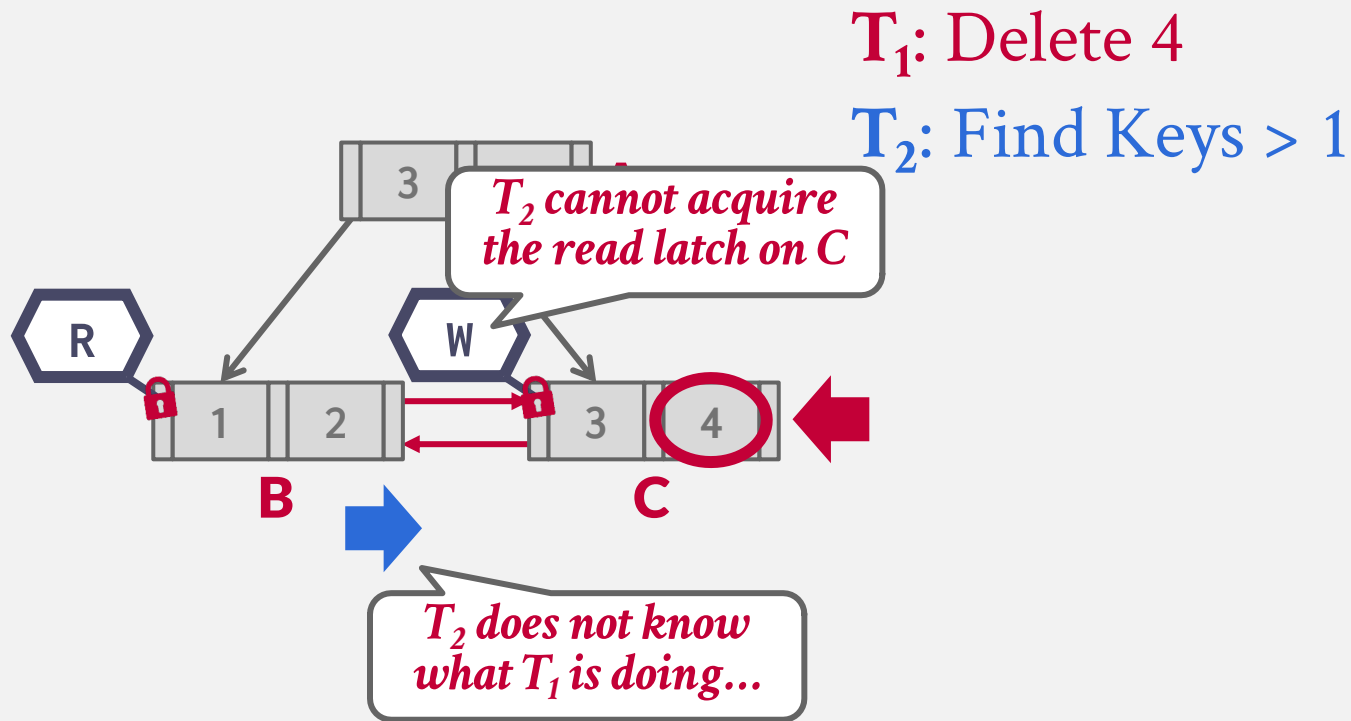 T₁: Delete 4
T₂: Find Keys > 1
3
T₂ cannot acquire
the read latch on C
R
W
1 2
3 4
B
C
T₂ does not know
what T₁ is doing...